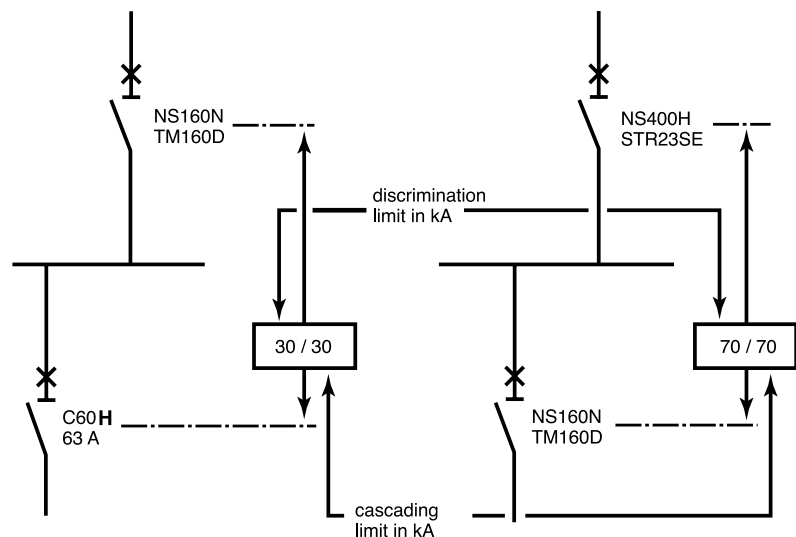 NS160N
TM160D
NS400H
STR23SE
discrimination
limit in kA
30 / 30
70 / 70
C60H
63 A
NS160N
TM160D
cascading
limit in kA